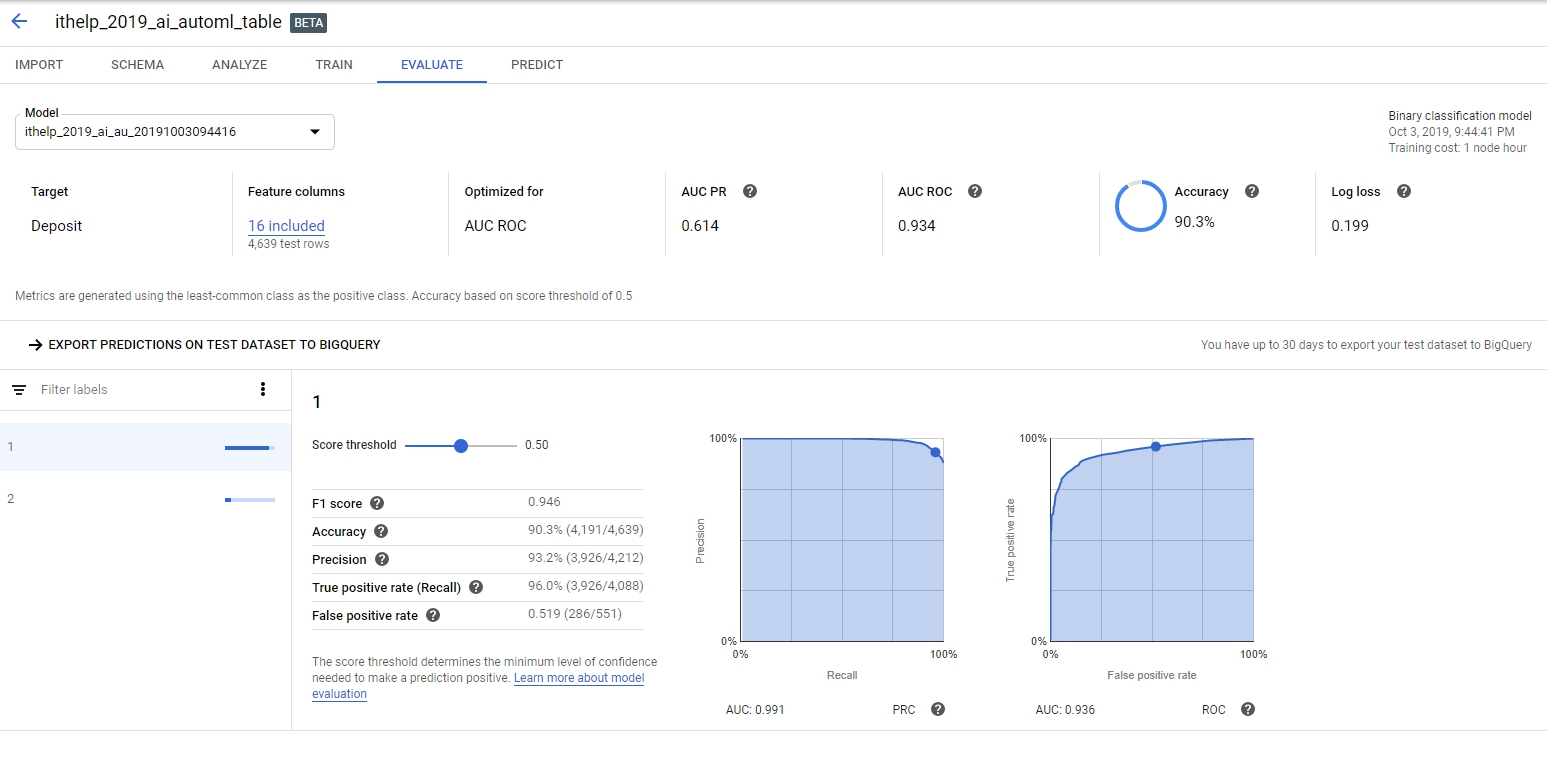 ithelp_2019_ai_automl_table BETA
IMPORT SCHEMA ANALYZE TRAIN EVALUATE PREDICT
Model
ithelp_2019_ai_au_20191003094416
Binary classification model
Oct 3, 2019, 9:44:41 PM
Training cost: 1 node hour
Target
Deposit
Feature columns
16 included
4,639 test rows
Optimized for
AUC ROC
AUC PR
0.614
AUC ROC
0.934
Accuracy
90.3%
Log loss
0.199
Metrics are generated using the least-common class as the positive class. Accuracy based on score threshold of 0.5
EXPORT PREDICTIONS ON TEST DATASET TO BIGQUERY
You have up to 30 days to export your test dataset to BigQuery
Filter labels
1
2
1
Score threshold 0.50
F1 score 0.946
Accuracy 90.3% (4,191/4,639)
Precision 93.2% (3,926/4,212)
True positive rate (Recall) 96.0% (3,926/4,088)
False positive rate 0.519 (286/551)
The score threshold determines the minimum level of confidence
needed to make a prediction positive. Learn more about model
evaluation
100%
Precision
0%
0% 100%
Recall
AUC: 0.991 PRC
100%
True positive rate
0%
0% 100%
False positive rate
AUC: 0.936 ROC